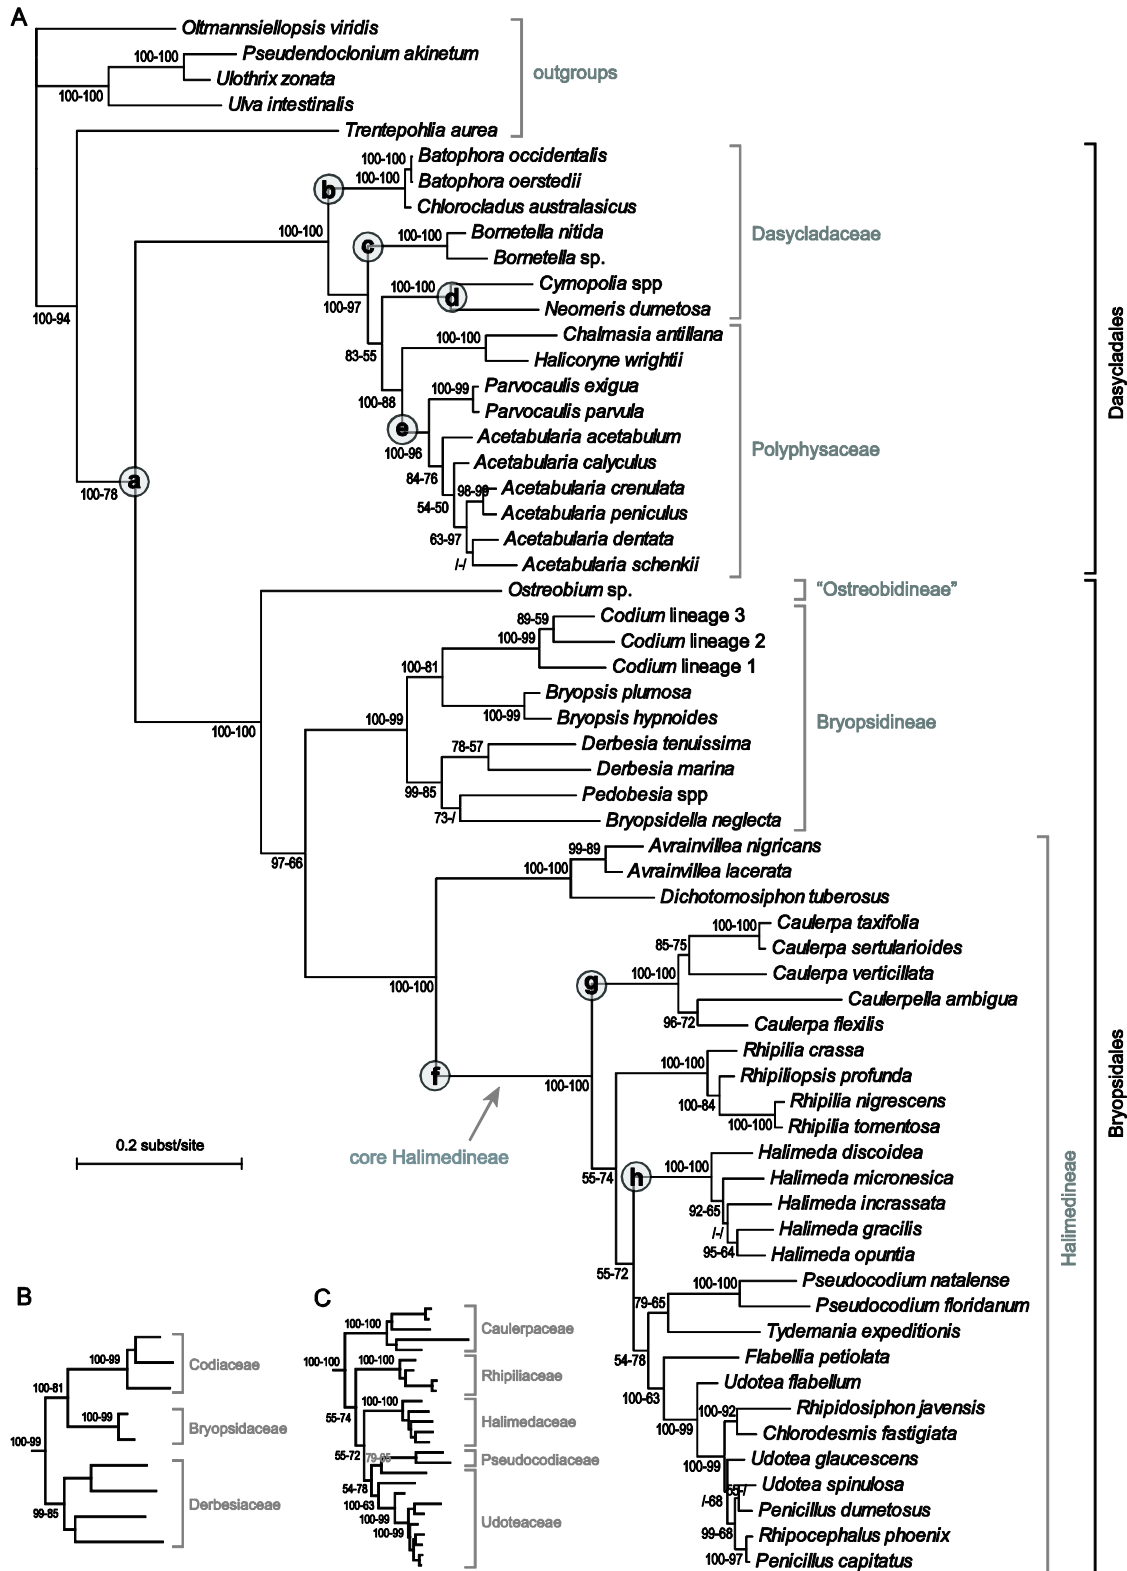 A
Oltmannsiellopsis viridis
100-100
Pseudendoclonium akinetum
Ulothrix zonata
100-100
Ulva intestinalis
outgroups
Trentepohlia aurea
100-94
100-78
a
100-100
b
100-100
100-100
Batophora occidentalis
Batophora oerstedii
Chlorocladus australasicus
100-97
c
100-100
Bornetella nitida
Bornetella sp.
83-55
100-100
d
Cymopolia spp
Neomeris dumetosa
Dasycladaceae
100-88
100-100
Chalmasia antillana
Halicoryne wrightii
e
100-96
100-99
Parvocaulis exigua
Parvocaulis parvula
84-76
Acetabularia acetabulum
54-50
Acetabularia calyculus
98-99
Acetabularia crenulata
Acetabularia peniculus
63-97
Acetabularia dentata
/-/
Acetabularia schenkii
Polyphysaceae
Dasycladales
100-100
Ostreobium sp.
“Ostreobidineae”
97-66
100-99
100-81
100-99
89-59
Codium lineage 3
Codium lineage 2
Codium lineage 1
100-99
Bryopsis plumosa
Bryopsis hypnoides
99-85
78-57
Derbesia tenuissima
Derbesia marina
73-/
Pedobesia spp
Bryopsidella neglecta
Bryopsidineae
100-100
100-100
99-89
Avrainvillea nigricans
Avrainvillea lacerata
Dichotomosiphon tuberosus
f
100-100
core Halimedineae
g
100-100
85-75
100-100
Caulerpa taxifolia
Caulerpa sertularioides
Caulerpa verticillata
96-72
Caulerpella ambigua
Caulerpa flexilis
55-74
100-100
Rhipilia crassa
100-84
Rhipiliopsis profunda
100-100
Rhipilia nigrescens
Rhipilia tomentosa
55-72
h
100-100
Halimeda discoidea
92-65
Halimeda micronesica
/-/
Halimeda incrassata
95-64
Halimeda gracilis
Halimeda opuntia
54-78
79-65
100-100
Pseudocodium natalense
Pseudocodium floridanum
Tydemania expeditionis
100-63
Flabellia petiolata
100-99
Udotea flabellum
100-99
100-92
Rhipidosiphon javensis
Chlorodesmis fastigiata
/-68
Udotea glaucescens
55-/
Udotea spinulosa
Penicillus dumetosus
99-68
100-97
Rhipocephalus phoenix
Penicillus capitatus
Halimedineae
Bryopsidales
0.2 subst/site
B
100-99
100-81
100-99
Codiaceae
100-99
Bryopsidaceae
99-85
Derbesiaceae
C
100-100
100-100
Caulerpaceae
55-74
100-100
Rhipiliaceae
55-72
100-100
Halimedaceae
54-78
79-65
Pseudocodiaceae
100-63
100-99
100-99
Udoteaceae